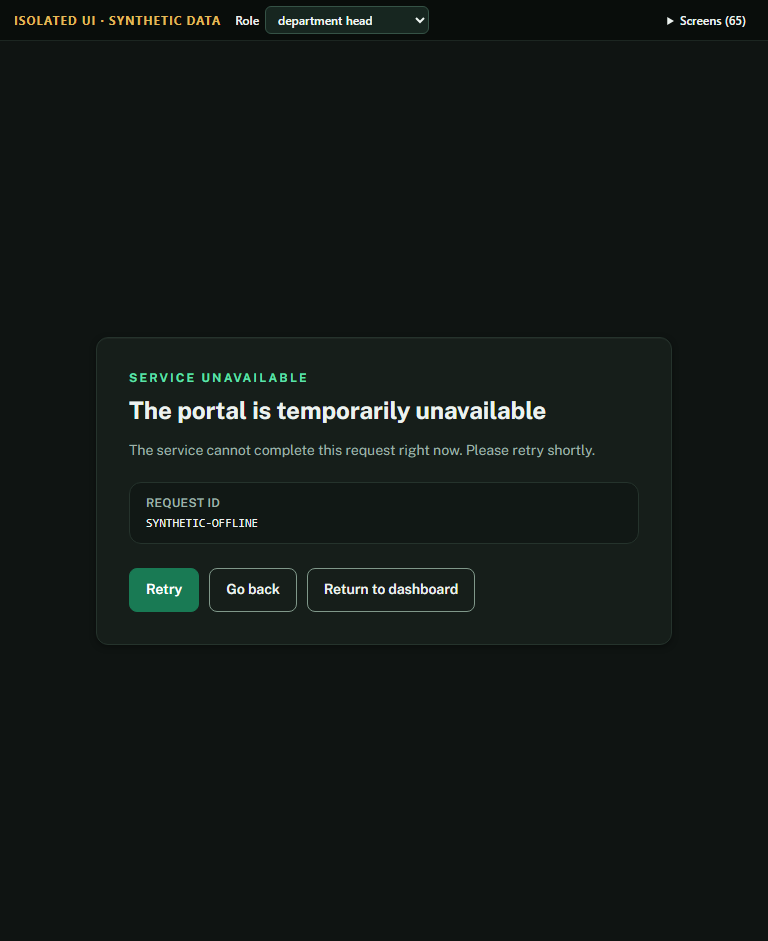 ISOLATED UI · SYNTHETIC DATA Role department head ▶ Screens (65)
SERVICE UNAVAILABLE
The portal is temporarily unavailable
The service cannot complete this request right now. Please retry shortly.
REQUEST ID
SYNTHETIC-OFFLINE
Retry Go back Return to dashboard